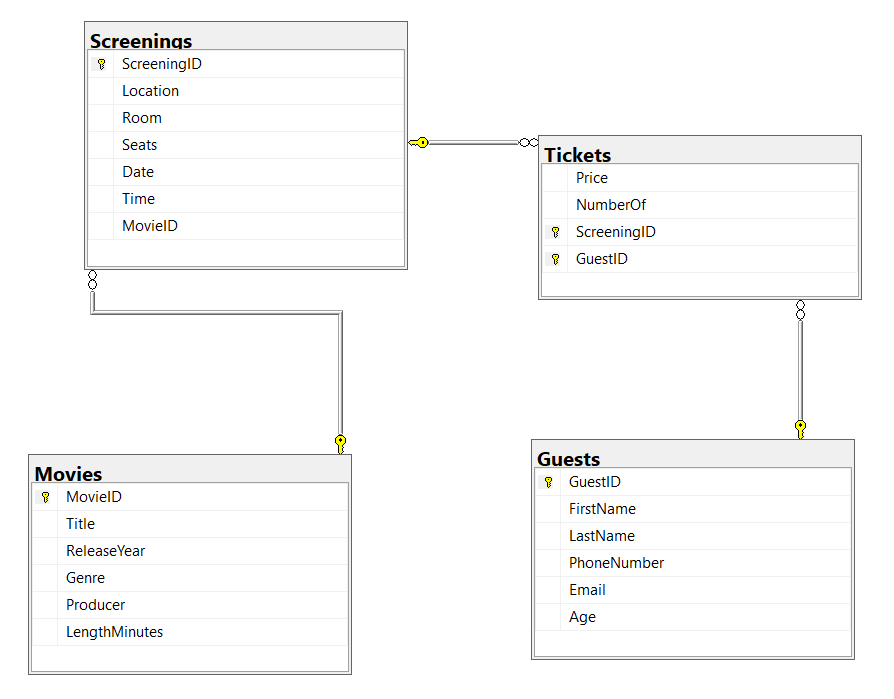 Screenings
ScreeningID
Location
Room
Seats
Date
Time
MovieID
Tickets
Price
NumberOf
ScreeningID
GuestID
Movies
MovieID
Title
ReleaseYear
Genre
Producer
LengthMinutes
Guests
GuestID
FirstName
LastName
PhoneNumber
Email
Age